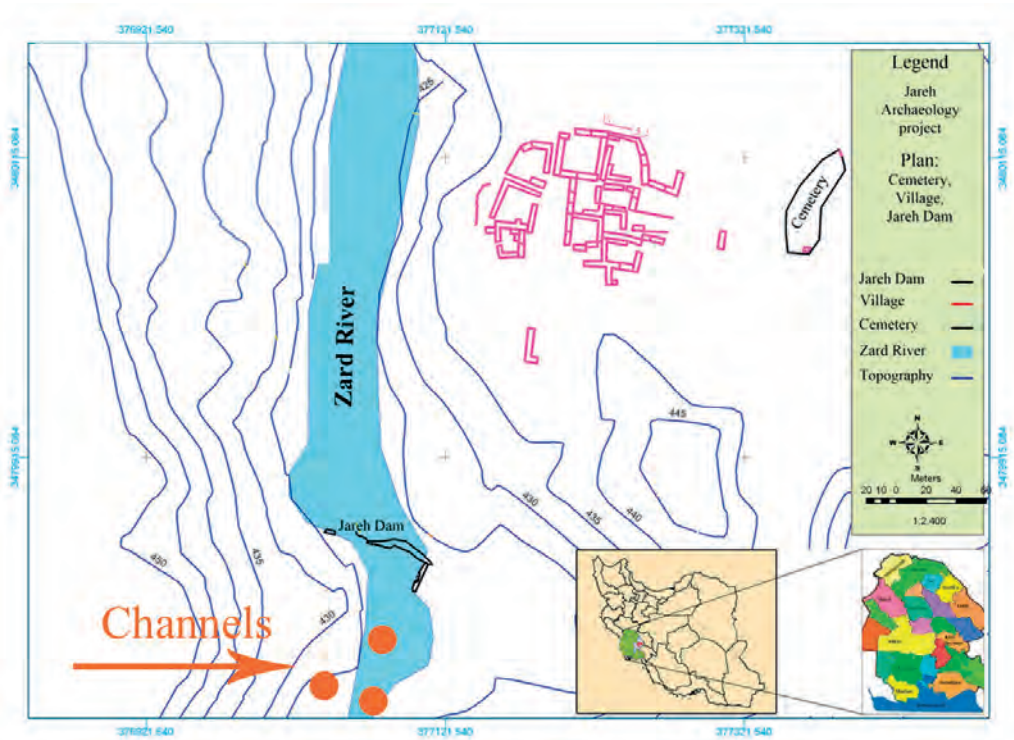 376921.540 377121.540 377321.540
3480115.084
3480115.084
3479915.084
3479915.084
425
Cemetery
Zard River
445
430
435
440
Jareh Dam
450
435
430
Channels
Legend
Jareh
Archaeology
project
Plan:
Cemetery,
Village,
Jareh Dam
Jareh Dam
Village
Cemetery
Zard River
Topography
N
W E
S
Meters
20 10 0 20 40 60
1:2.400
376921.540 377121.540 377321.540